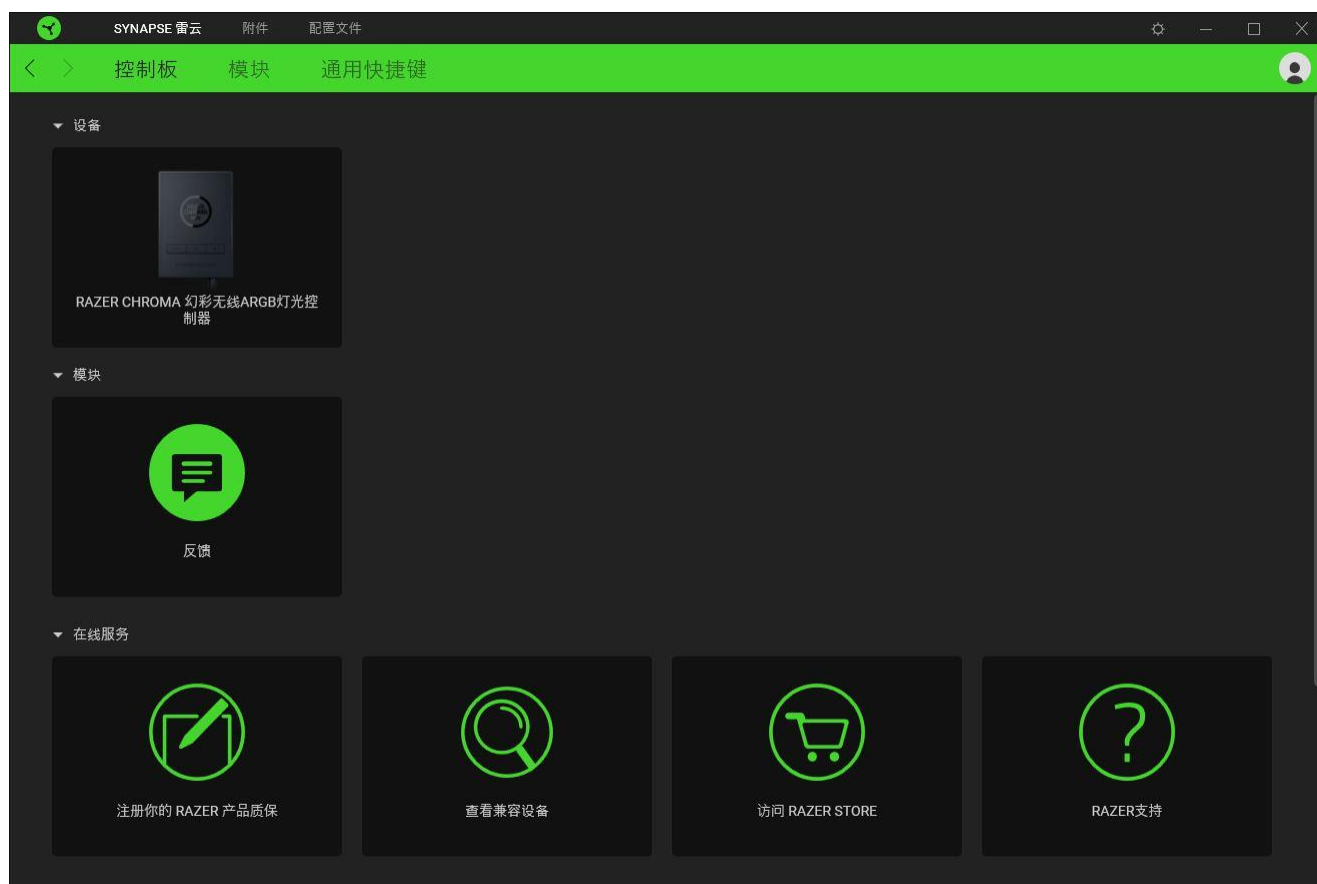 SYNAPSE 雷云 附件 配置文件
控制板 模块 通用快捷键
设备
RAZER CHROMA 幻彩无线ARGB灯光控
制器
模块
反馈
在线服务
注册你的 RAZER 产品质保 查看兼容设备 访问 RAZER STORE RAZER支持